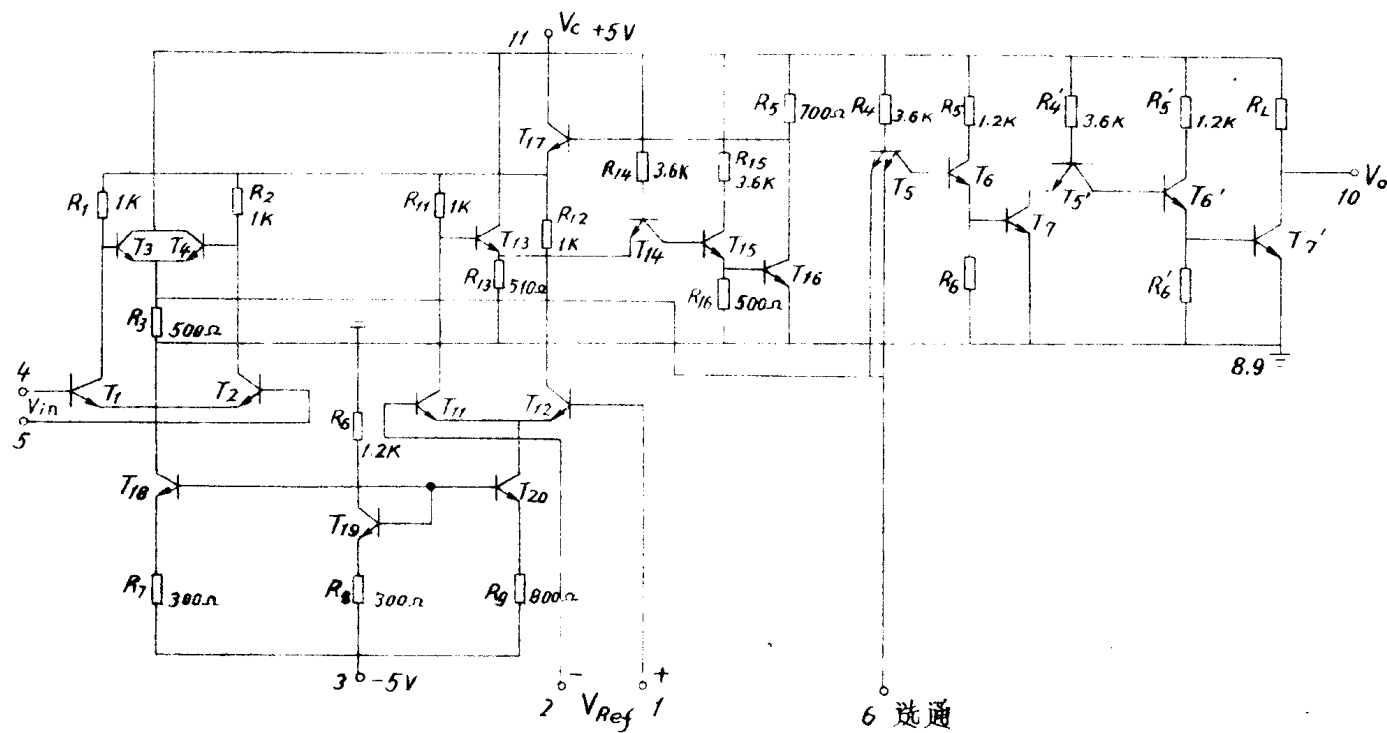 11 Vc +5V
R5 700Ω
R4 3.6K
R5 1.2K
R4' 3.6K
R5' 1.2K
RL
T17
R14 3.6K
R15 3.6K
R1 1K
R2 1K
R11 1K
R12 1K
T5
T6
T7
T5'
T6'
T7'
Vo
10
T3
T4
T13
T14
T15
T16
R13 510Ω
R16 500Ω
R6
R6'
R3 500Ω
8.9
4
Vin
5
T1
T2
R6 1.2K
T11
T12
T18
T19
T20
R7 300Ω
R8 300Ω
R9 800Ω
3 -5V
- +
2 VRef 1
6 选通